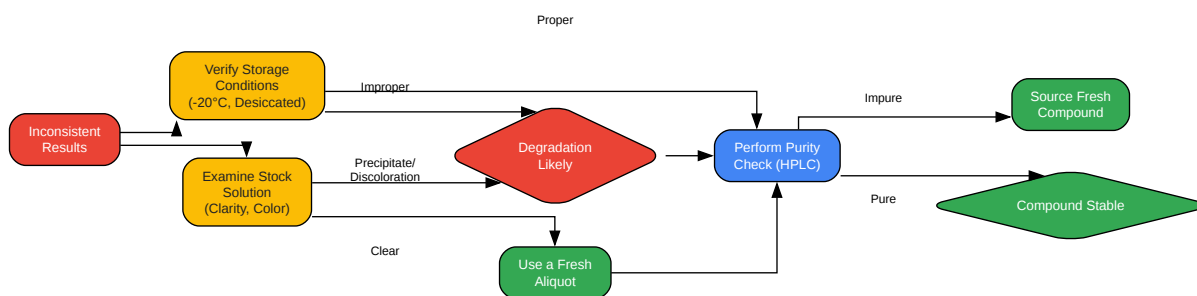 Proper
Verify Storage
Conditions
(-20°C, Desiccated)
Improper
Inconsistent
Results
Examine Stock
Solution
(Clarity, Color)
Precipitate/
Discoloration
Clear
Degradation
Likely
Use a Fresh
Aliquot
Perform Purity
Check (HPLC)
Impure
Source Fresh
Compound
Pure
Compound Stable